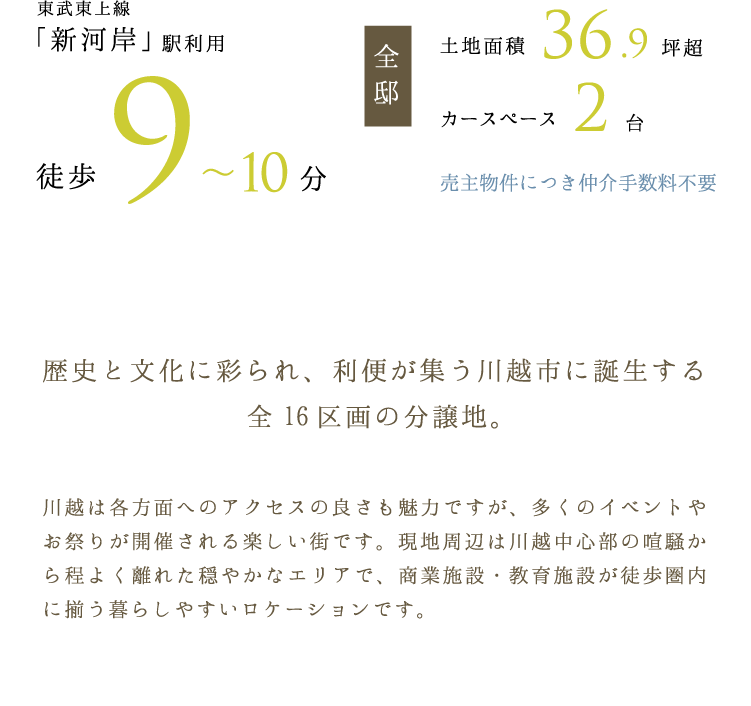 東武東上線
「新河岸」駅利用
徒歩 9～10 分
全邸
土地面積 36.9 坪超
カースペース 2 台
売主物件につき仲介手数料不要
歴史と文化に彩られ、利便が集う川越市に誕生する
全 16 区画の分譲地。
川越は各方面へのアクセスの良さも魅力ですが、多くのイベントや
お祭りが開催される楽しい街です。現地周辺は川越中心部の喧騒か
ら程よく離れた穏やかなエリアで、商業施設・教育施設が徒歩圏内
に揃う暮らしやすいロケーションです。